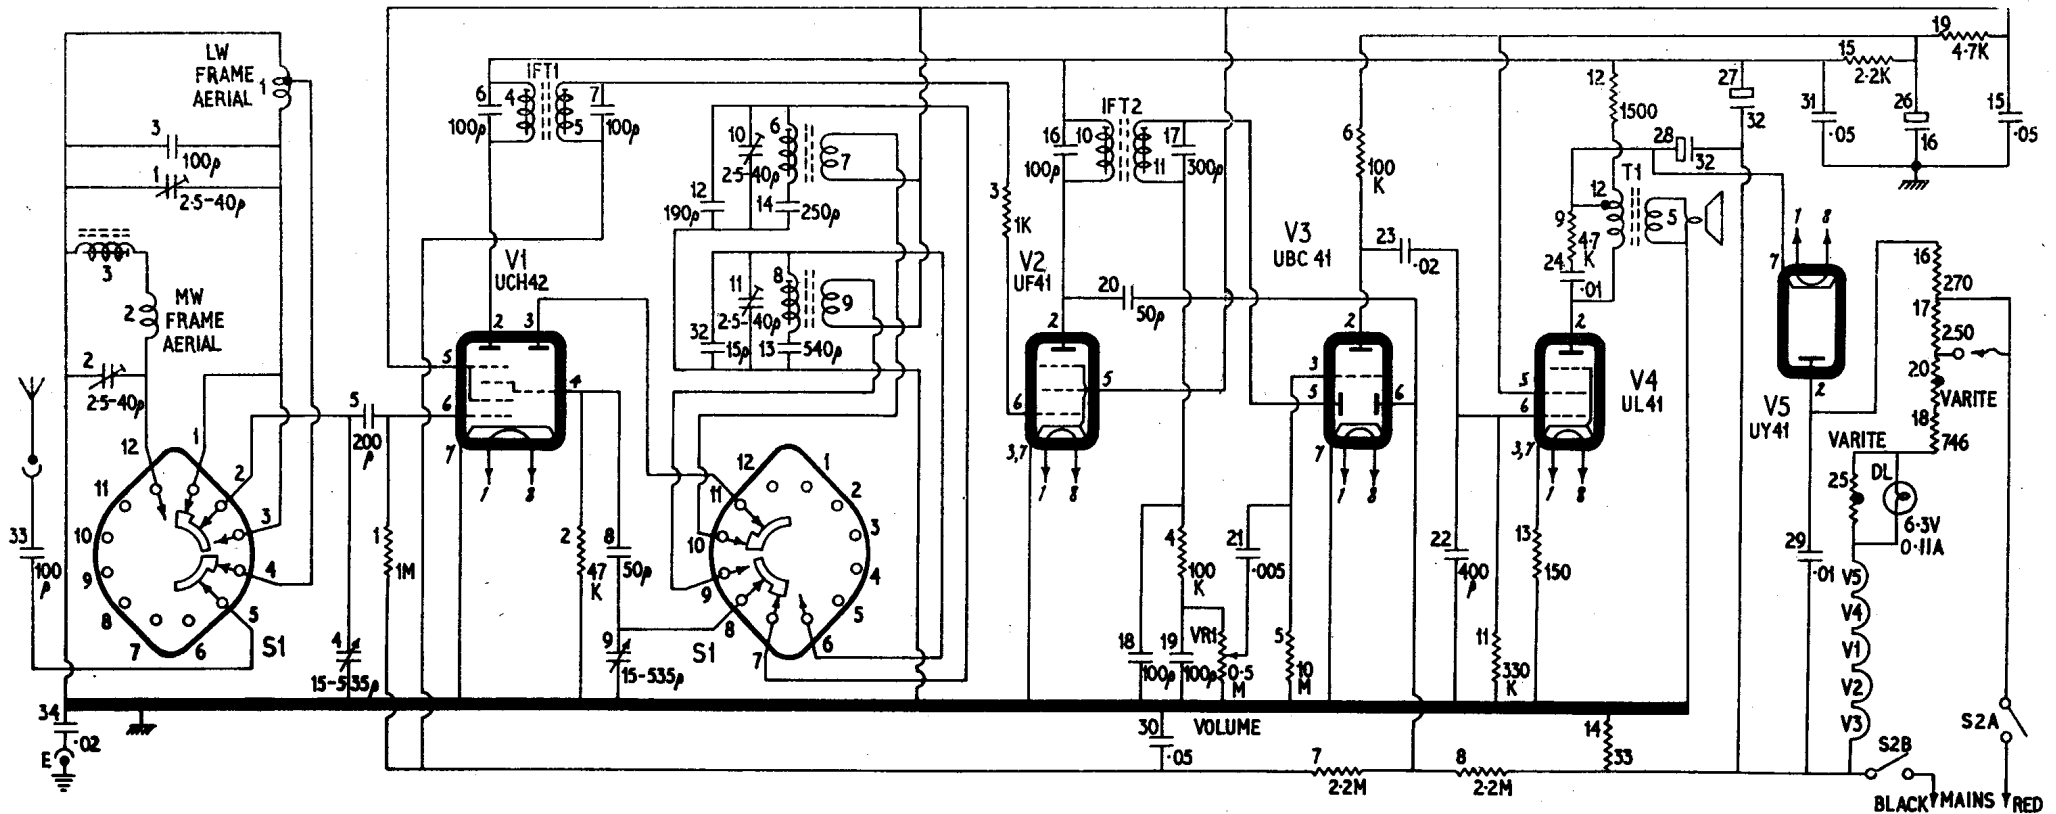 LW
FRAME
AERIAL
1
3
100p
1
2·5-40p
3
2
MW
FRAME
AERIAL
2
2·5-40p
33
100
p
34
·02
E
12
1
11
2
10
3
9
4
8
5
7
6
S1
5
200
p
4
15-535p
1
1M
IFT1
6
4
7
100p
5
100p
V1
UCH42
2
3
5
4
6
7
1
8
2
47
K
8
50p
9
15-535p
10
6
7
2·5-40p
12
190p
14
250p
11
8
9
2·5-40p
32
15p
13
540p
12
1
11
2
10
3
9
4
8
5
7
6
S1
3
1K
IFT2
16
10
17
100p
11
300p
V2
UF41
2
5
6
3,7
1
8
20
50p
18
100p
4
100
K
19
100p
VR1
0·5
M
21
·005
5
10
M
VOLUME
30
·05
V3
UBC 41
6
100
K
2
3
5
6
7
1
8
23
·02
22
400
p
11
330
K
7
2·2M
8
2·2M
14
33
12
1500
28
32
27
32
T1
12
5
9
4·7
K
24
·01
2
5
6
3,7
1
8
V4
UL41
13
150
19
4·7K
15
2·2K
31
·05
26
16
15
·05
1
8
7
2
V5
UY41
29
·01
16
270
17
250
20
VARITE
18
746
VARITE
25
DL
6·3V
0·11A
V5
V4
V1
V2
V3
S2A
S2B
BLACK
MAINS
RED